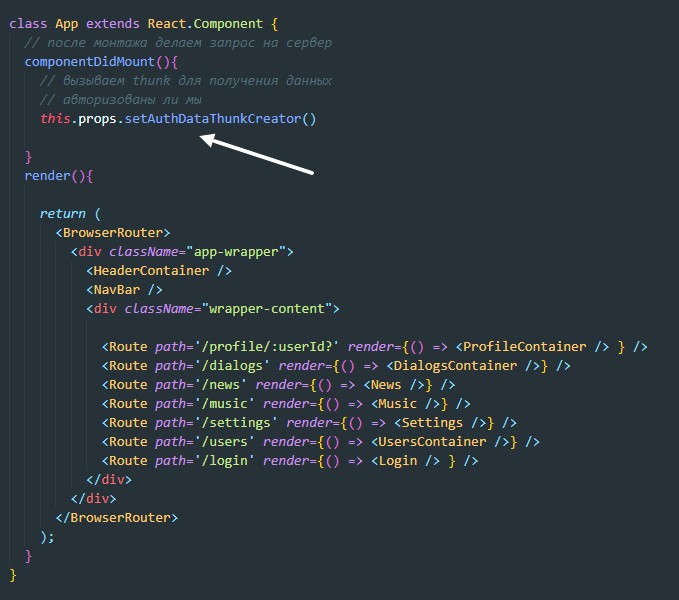 class App extends React.Component {
// после монтажа делаем запрос на сервер
componentDidMount(){
// вызываем thunk для получения данных
// авторизованы ли мы
this.props.setAuthDataThunkCreator()
}
render(){
return (
<BrowserRouter>
<div className="app-wrapper">
<HeaderContainer />
<NavBar />
<div className="wrapper-content">
<Route path='/profile/:userId?' render={() => <ProfileContainer /> } />
<Route path='/dialogs' render={() => <DialogsContainer />} />
<Route path='/news' render={() => <News />} />
<Route path='/music' render={() => <Music />} />
<Route path='/settings' render={() => <Settings />} />
<Route path='/users' render={() => <UsersContainer />} />
<Route path='/login' render={() => <Login /> } />
</div>
</div>
</BrowserRouter>
);
}
}